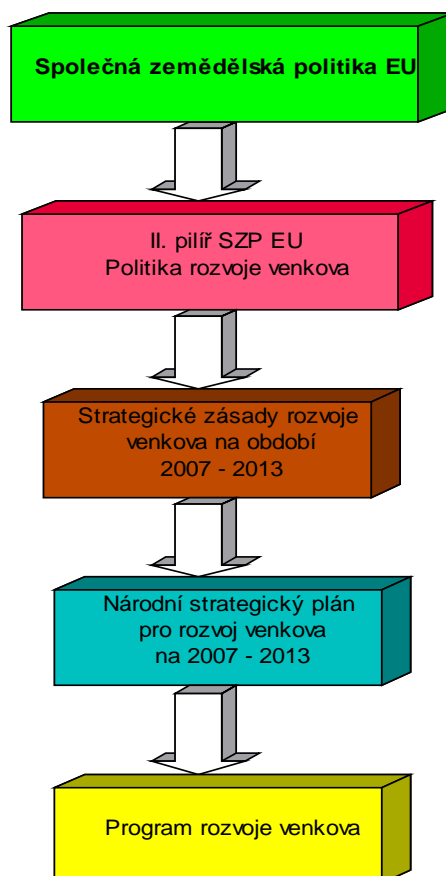 Společná zemědělská politika EU
II. pilíř SZP EU
Politika rozvoje venkova
Strategické zásady rozvoje
venkova na období
2007 - 2013
Národní strategický plán
pro rozvoj venkova
na 2007 - 2013
Program rozvoje venkova